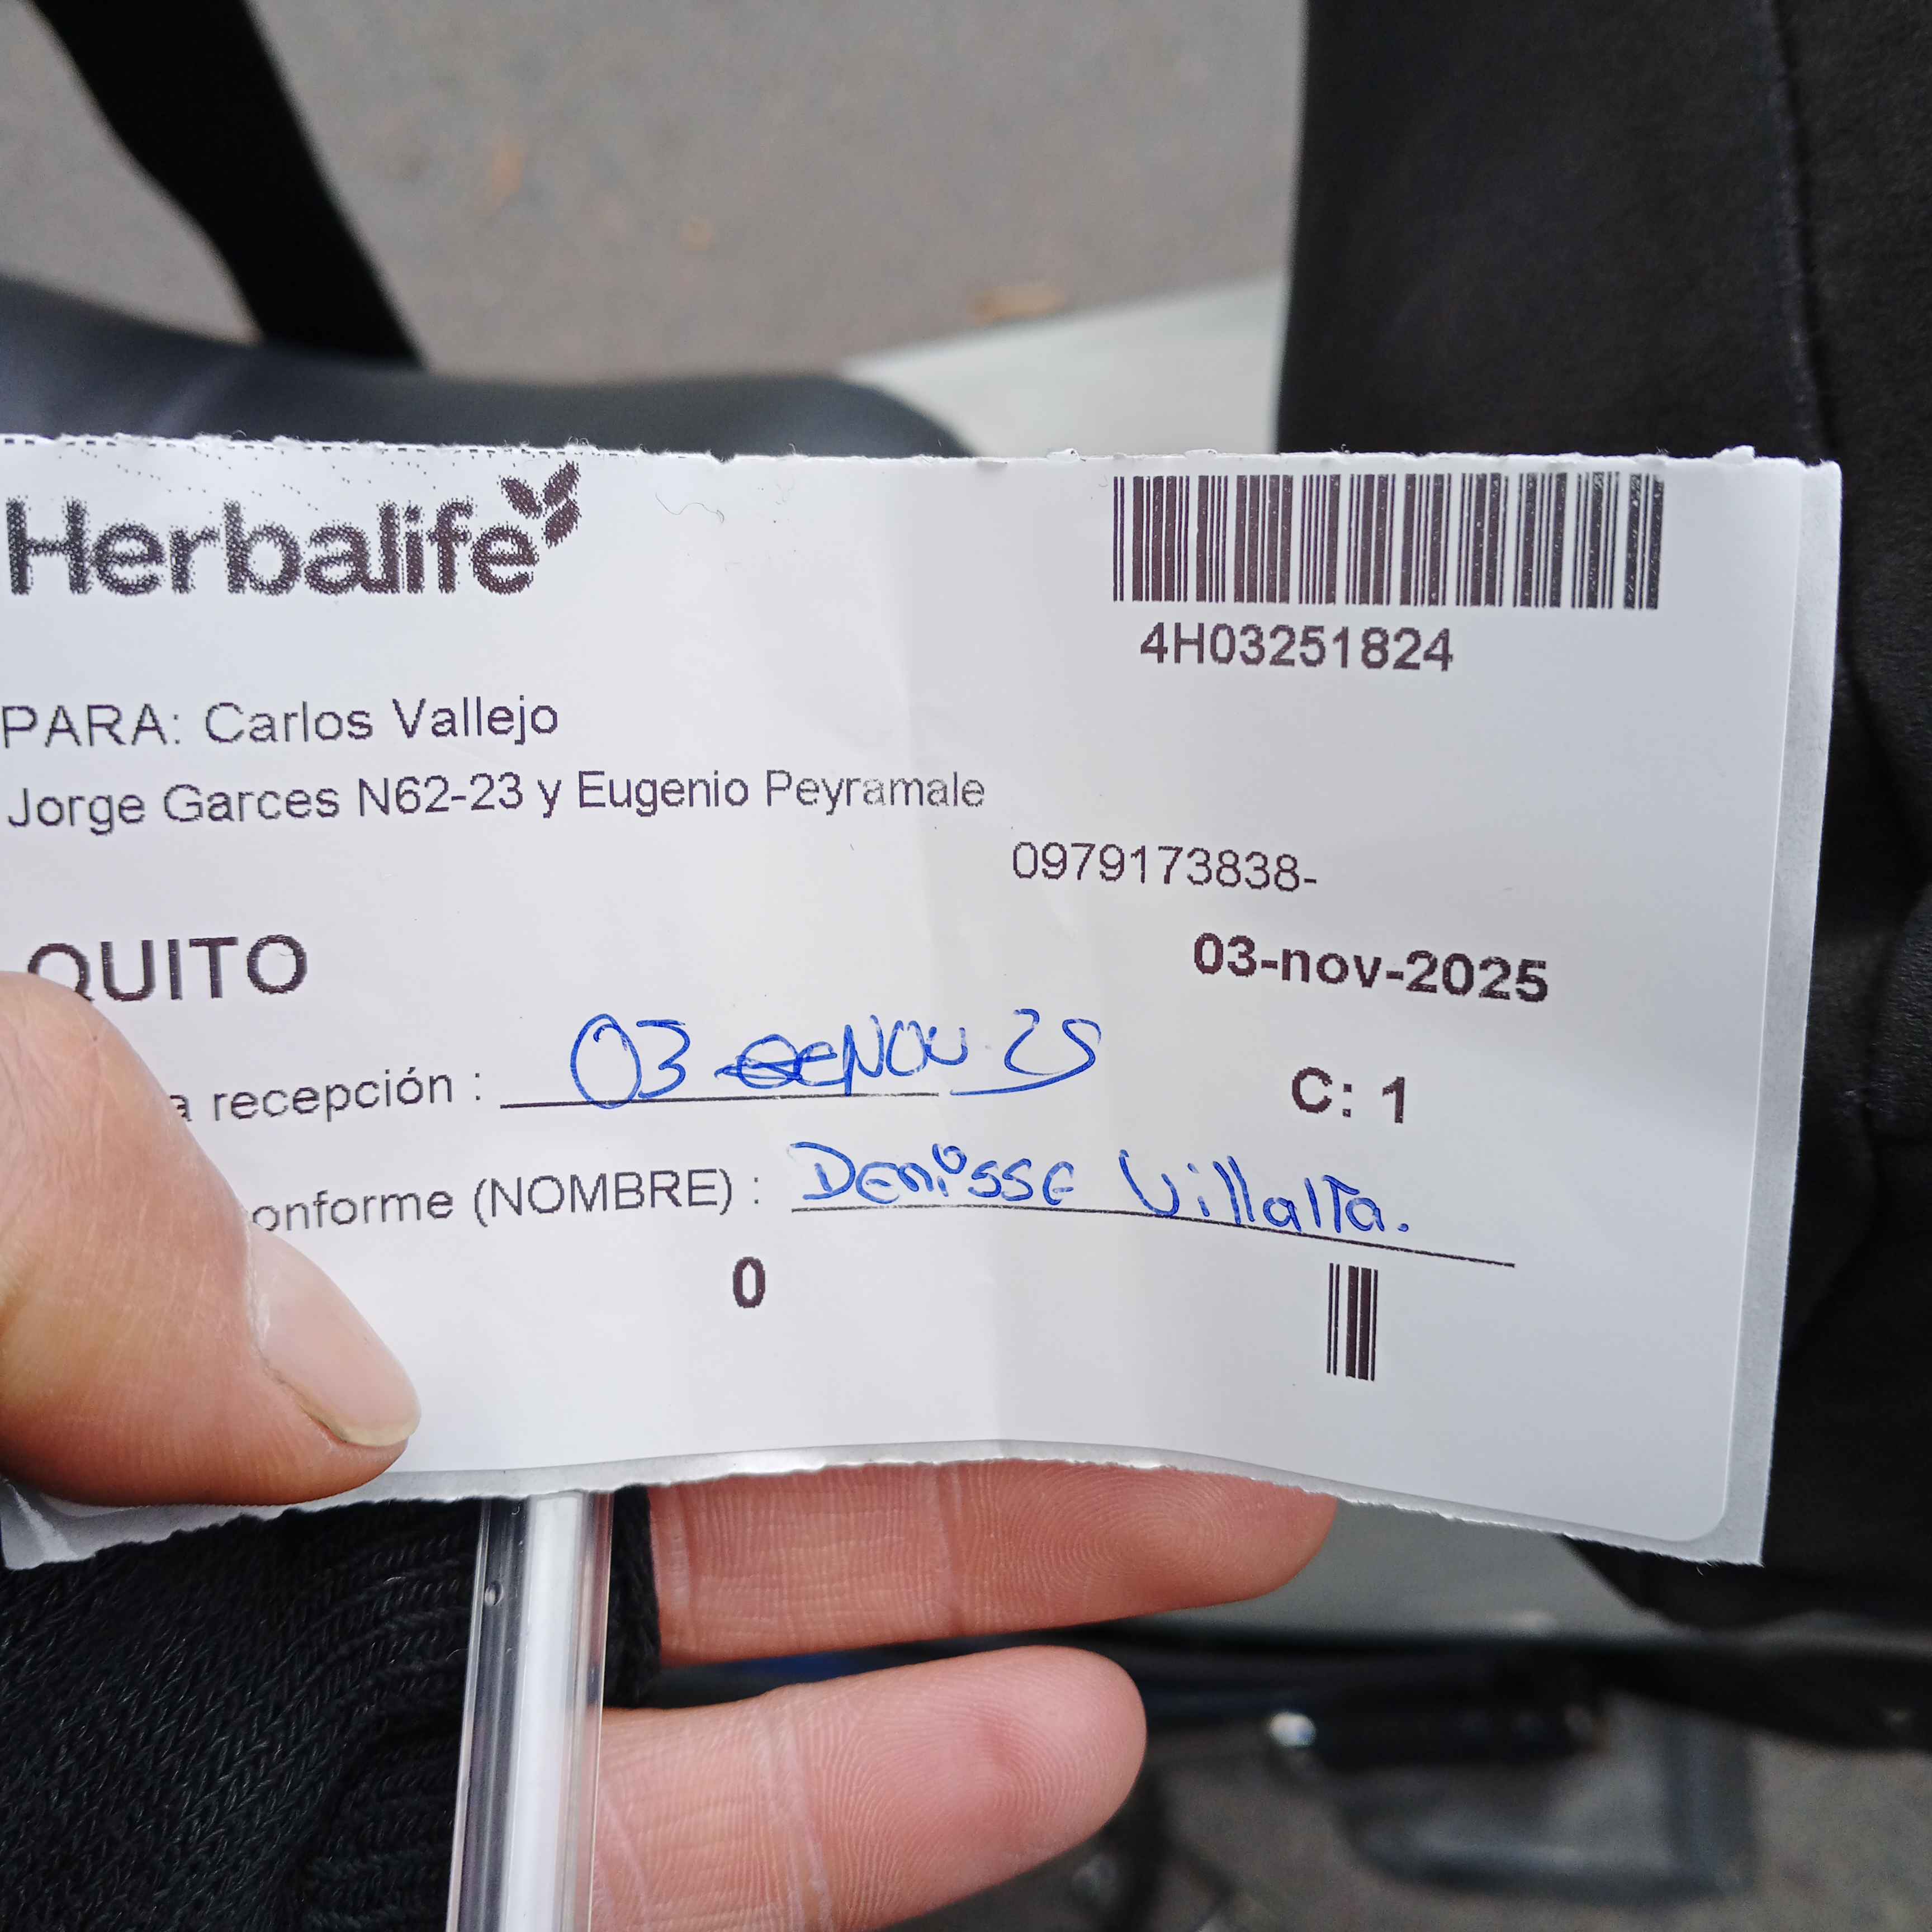 Herbalife
4H03251824
PARA: Carlos Vallejo
Jorge Garces N62-23 y Eugenio Peyramale
0979173838-
QUITO
03-nov-2025
a recepción : 03 NOV 25
C: 1
onforme (NOMBRE) : Denisse Villalta.
0